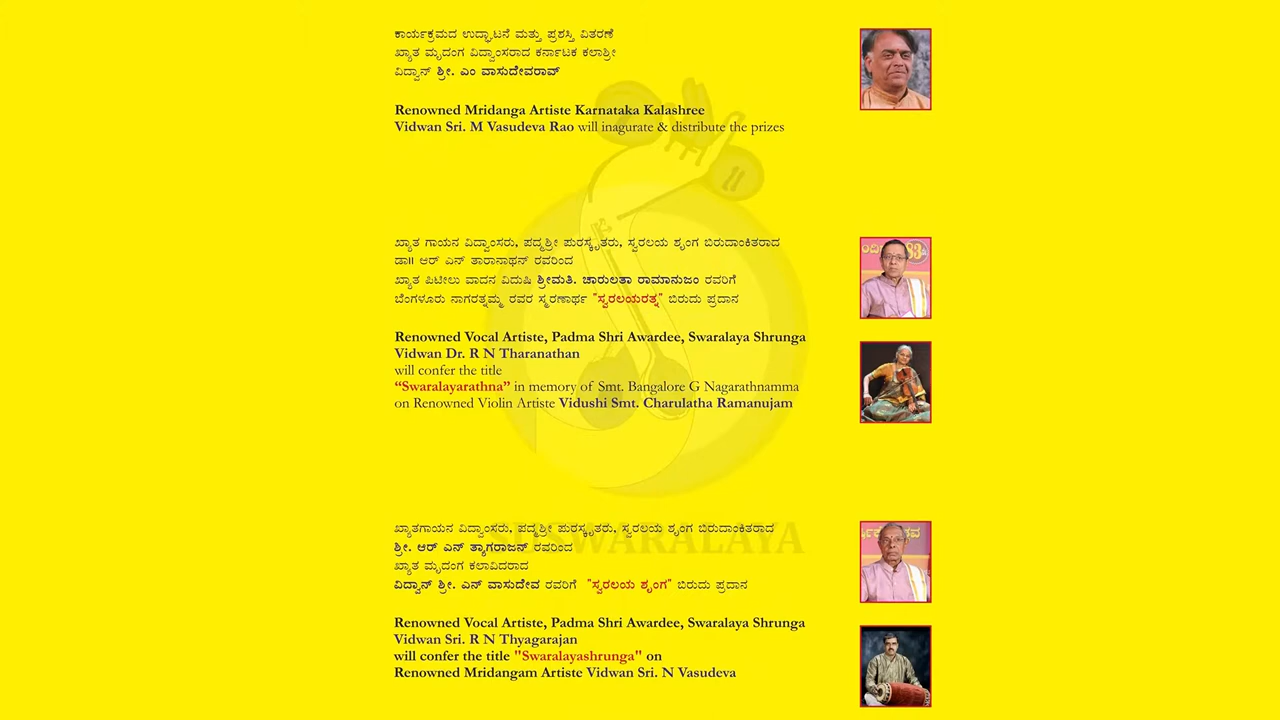 ಕಾರ್ಯಕ್ರಮದ ಉದ್ಘಾಟನೆ ಮತ್ತು ಪ್ರಶಸ್ತಿ ವಿತರಣೆ
ಖ್ಯಾತ ಮೃದಂಗ ವಿದ್ವಾಂಸರಾದ ಕರ್ನಾಟಕ ಕಲಾಶ್ರೀ
ವಿದ್ವಾನ್ ಶ್ರೀ. ಎಂ ವಾಸುದೇವರಾವ್
Renowned Mridanga Artiste Karnataka Kalashree
Vidwan Sri. M Vasudeva Rao will inagurate & distribute the prizes
ಖ್ಯಾತ ಗಾಯನ ವಿದ್ವಾಂಸರು, ಪದ್ಮಶ್ರೀ ಪುರಸ್ಕೃತರು, ಸ್ವರಲಯ ಶೃಂಗ ಬಿರುದಾಂಕಿತರಾದ
ಡಾ॥ ಆರ್ ಎನ್ ತಾರಾನಾಥನ್ ರವರಿಂದ
ಖ್ಯಾತ ಪಿಟೀಲು ವಾದನ ವಿದುಷಿ ಶ್ರೀಮತಿ. ಚಾರುಲತಾ ರಾಮಾನುಜಂ ರವರಿಗೆ
ಬೆಂಗಳೂರು ನಾಗರತ್ನಮ್ಮ ರವರ ಸ್ಮರಣಾರ್ಥ "ಸ್ವರಲಯರತ್ನ" ಬಿರುದು ಪ್ರದಾನ
Renowned Vocal Artiste, Padma Shri Awardee, Swaralaya Shrunga
Vidwan Dr. R N Tharanathan
will confer the title
“Swaralayarathna” in memory of Smt. Bangalore G Nagarathnamma
on Renowned Violin Artiste Vidushi Smt. Charulatha Ramanujam
ಖ್ಯಾತಗಾಯನ ವಿದ್ವಾಂಸರು, ಪದ್ಮಶ್ರೀ ಪುರಸ್ಕೃತರು, ಸ್ವರಲಯ ಶೃಂಗ ಬಿರುದಾಂಕಿತರಾದ
ಶ್ರೀ. ಆರ್ ಎನ್ ತ್ಯಾಗರಾಜನ್ ರವರಿಂದ
ಖ್ಯಾತ ಮೃದಂಗ ಕಲಾವಿದರಾದ
ವಿದ್ವಾನ್ ಶ್ರೀ. ಎನ್ ವಾಸುದೇವ ರವರಿಗೆ "ಸ್ವರಲಯ ಶೃಂಗ" ಬಿರುದು ಪ್ರದಾನ
Renowned Vocal Artiste, Padma Shri Awardee, Swaralaya Shrunga
Vidwan Sri. R N Thyagarajan
will confer the title "Swaralayashrunga" on
Renowned Mridangam Artiste Vidwan Sri. N Vasudeva